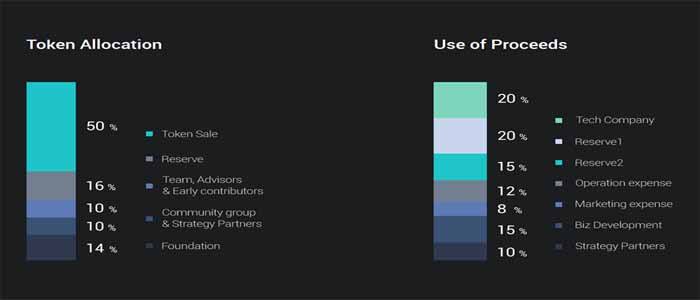 Token Allocation
50 %
16 %
10 %
10 %
14 %
Token Sale
Reserve
Team, Advisors
& Early contributors
Community group
& Strategy Partners
Foundation
Use of Proceeds
20 %
20 %
15 %
12 %
8 %
15 %
10 %
Tech Company
Reserve1
Reserve2
Operation expense
Marketing expense
Biz Development
Strategy Partners